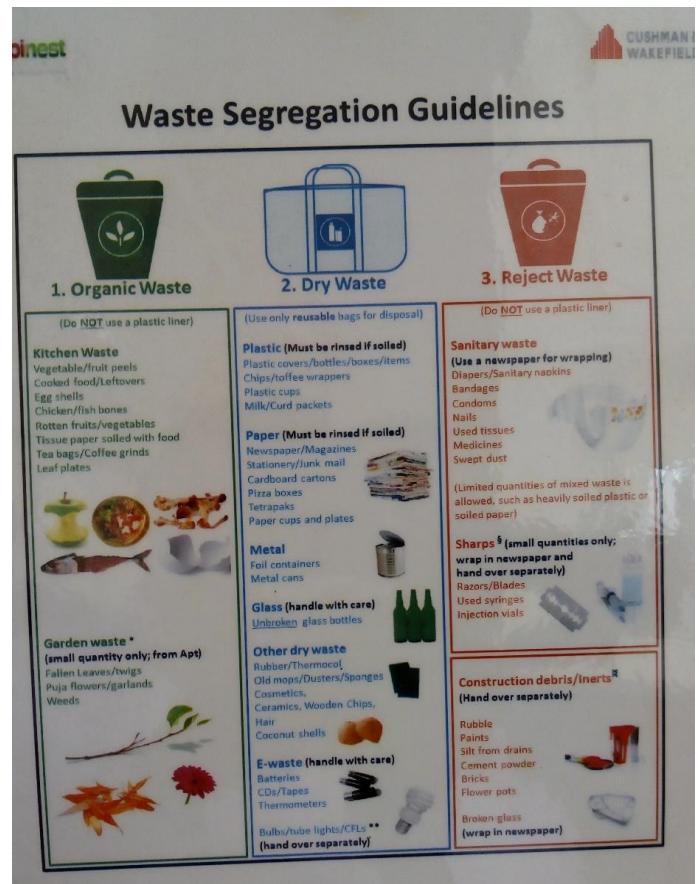 binest
CUSHMAN &
WAKEFIELD
Waste Segregation Guidelines
1. Organic Waste
(Do NOT use a plastic liner)
Kitchen Waste
Vegetable/fruit peels
Cooked food/Leftovers
Egg shells
Chicken/fish bones
Rotten fruits/vegetables
Tissue paper soiled with food
Tea bags/Coffee grinds
Leaf plates
Garden waste *
(small quantity only; from Apt)
Fallen Leaves/twigs
Puja flowers/garlands
Weeds
2. Dry Waste
(Use only reusable bags for disposal)
Plastic (Must be rinsed if soiled)
Plastic covers/bottles/boxes/items
Chips/toffee wrappers
Plastic cups
Milk/Curd packets
Paper (Must be rinsed if soiled)
Newspaper/Magazines
Stationery/Junk mail
Cardboard cartons
Pizza boxes
Tetrapaks
Paper cups and plates
Metal
Foil containers
Metal cans
Glass (handle with care)
Unbroken glass bottles
Other dry waste
Rubber/Thermocol
Old mops/Dusters/Sponges
Cosmetics,
Ceramics, Wooden Chips,
Hair
Coconut shells
E-waste (handle with care)
Batteries
CDs/Tapes
Thermometers
Bulbs/tube lights/CFLs **
(hand over separately)
3. Reject Waste
(Do NOT use a plastic liner)
Sanitary waste
(Use a newspaper for wrapping)
Diapers/Sanitary napkins
Bandages
Condoms
Nails
Used tissues
Medicines
Swept dust
(Limited quantities of mixed waste is
allowed, such as heavily soiled plastic or
soiled paper)
Sharps § (small quantities only;
wrap in newspaper and
hand over separately)
Razors/Blades
Used syringes
Injection vials
Construction debris/inerts
(Hand over separately)
Rubble
Paints
Silt from drains
Cement powder
Bricks
Flower pots
Broken glass
(wrap in newspaper)